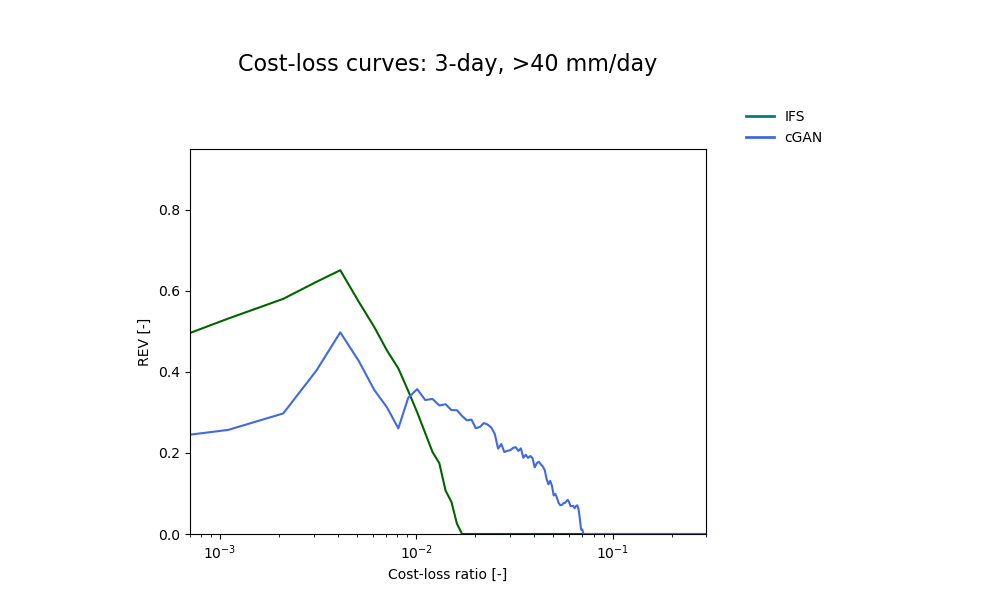 Cost-loss curves: 3-day, >40 mm/day
IFS
cGAN
0.8
0.6
0.4
0.2
0.0
REV [-]
10⁻³
10⁻²
10⁻¹
Cost-loss ratio [-]